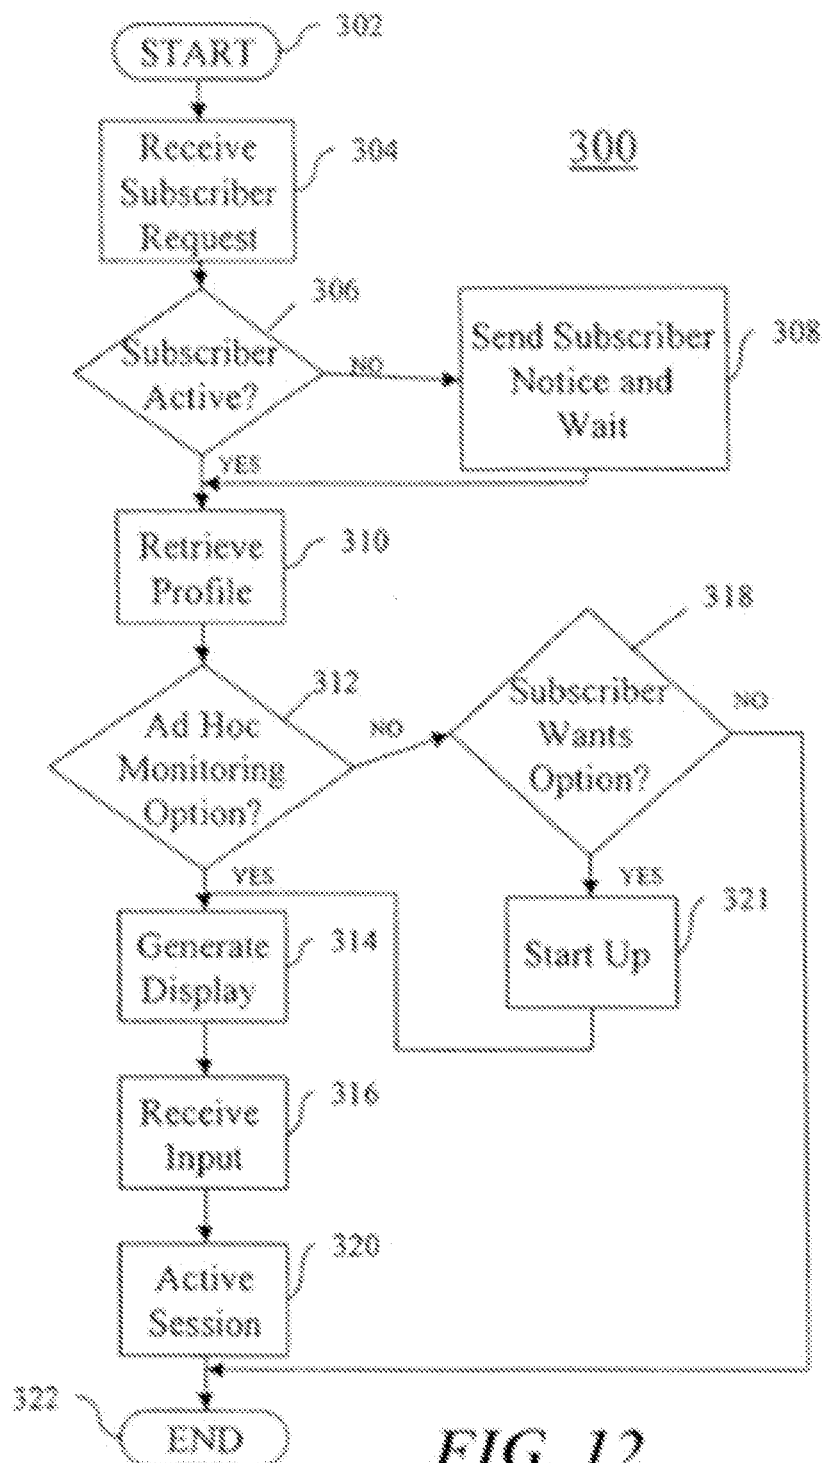 302
START
Receive
Subscriber
Request
304
300
306
Subscriber
Active?
NO
Send Subscriber
Notice and
Wait
308
YES
Retrieve
Profile
310
318
312
Ad Hoc
Monitoring
Option?
NO
Subscriber
Wants
Option?
NO
YES
YES
321
Generate
Display
314
Start Up
Receive
Input
316
Active
Session
320
322
END
FIG. 12